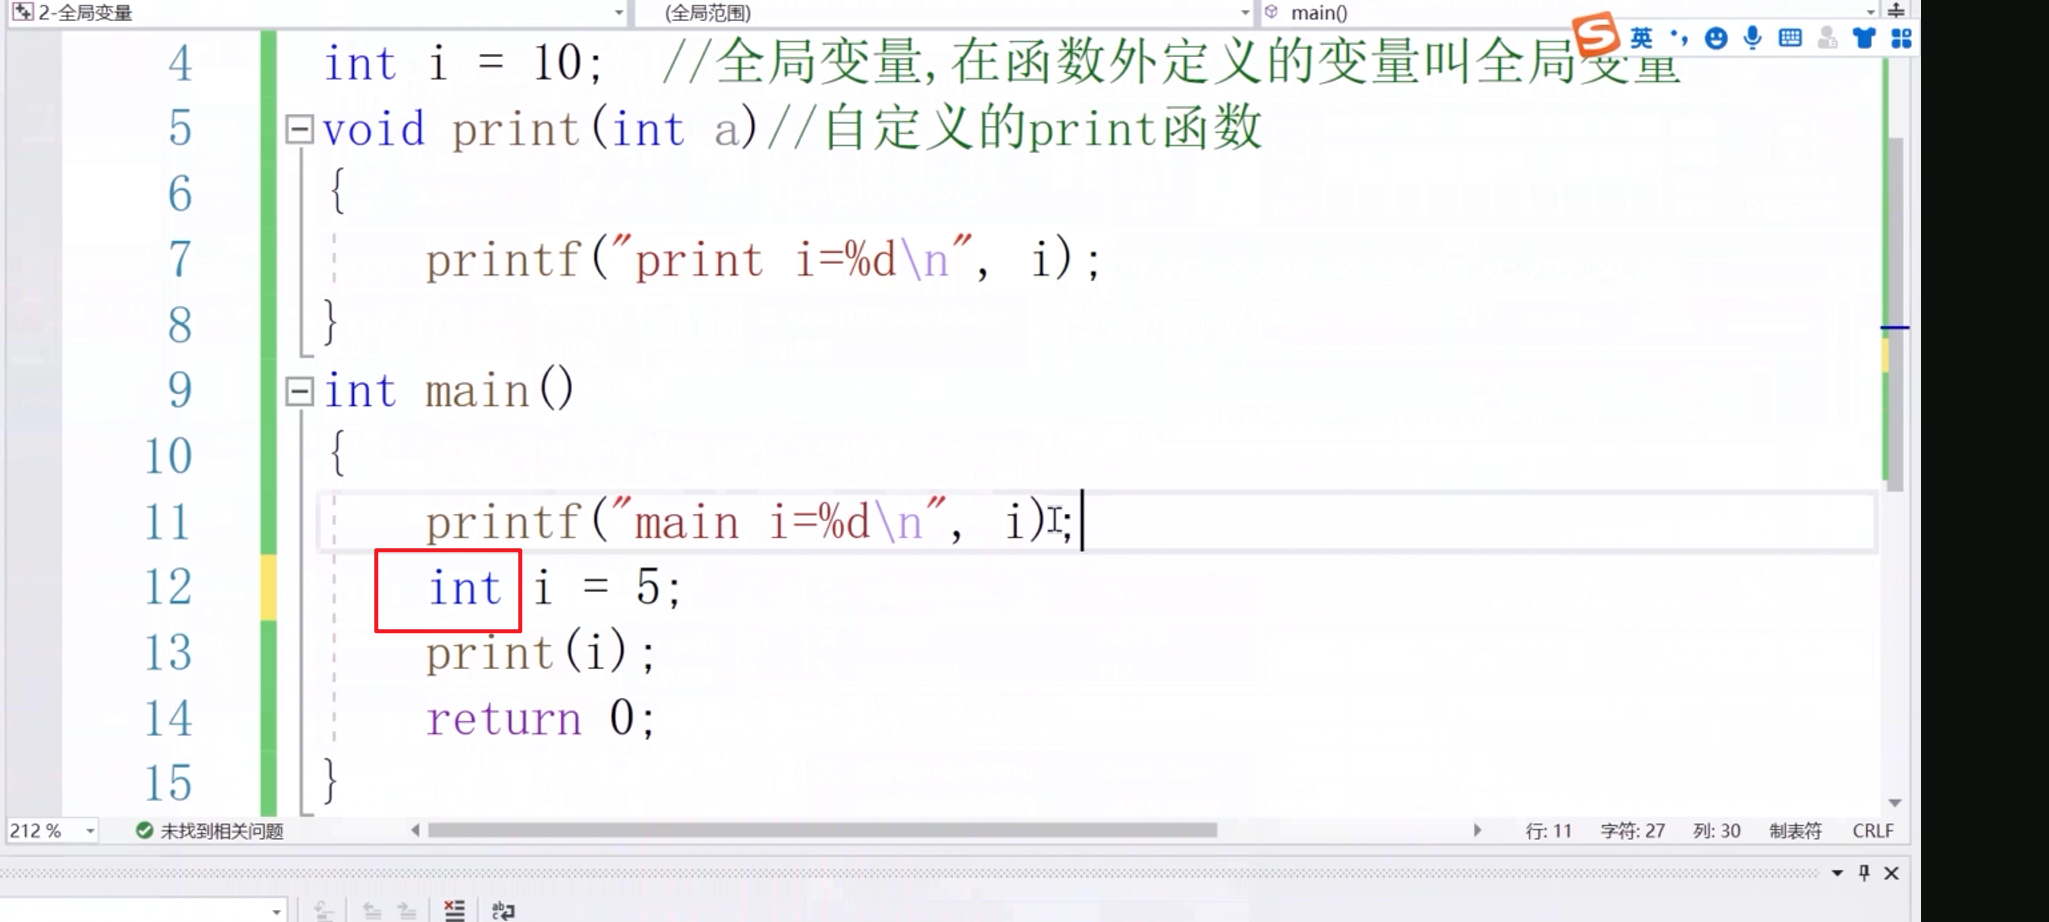 2-全局变量 (全局范围) main()
英
4 int i = 10; //全局变量,在函数外定义的变量叫全局变量
5 void print(int a)//自定义的print函数
6 {
7 printf("print i=%d\n", i);
8 }
9 int main()
10 {
11 printf("main i=%d\n", i);
12 int i = 5;
13 print(i);
14 return 0;
15 }
212 % 未找到相关问题 行: 11 字符: 27 列: 30 制表符 CRLF